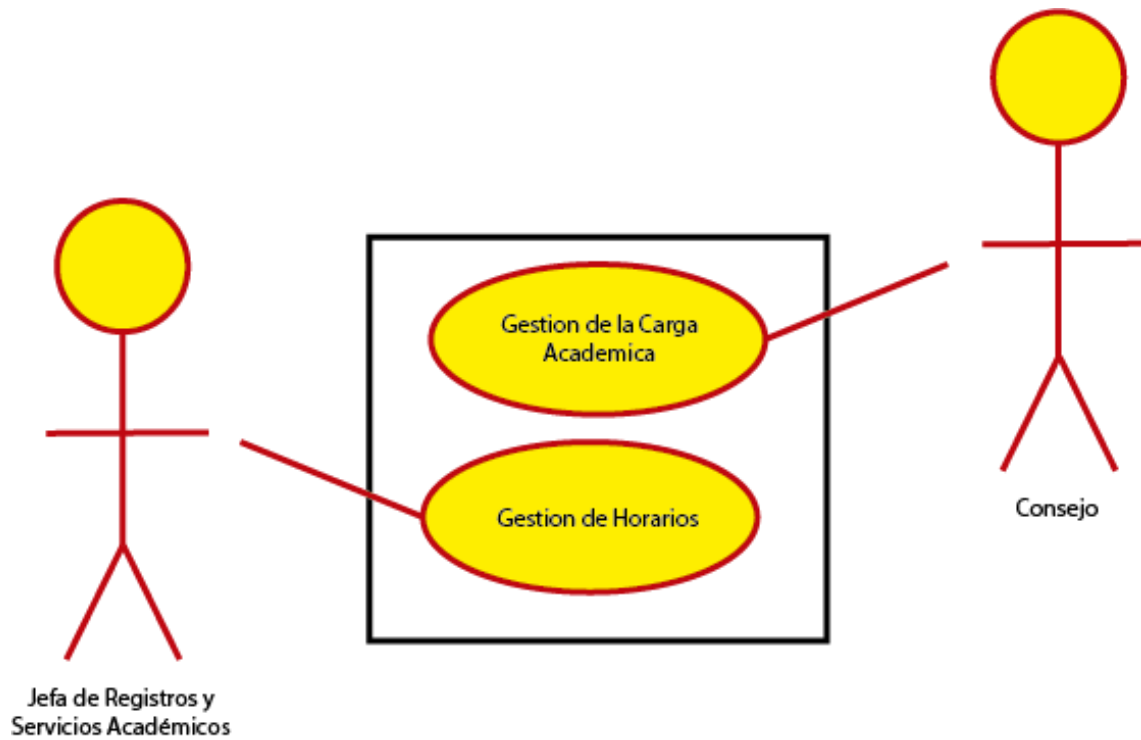 Gestion de la Carga
Academica
Gestion de Horarios
Consejo
Jefa de Registros y
Servicios Académicos